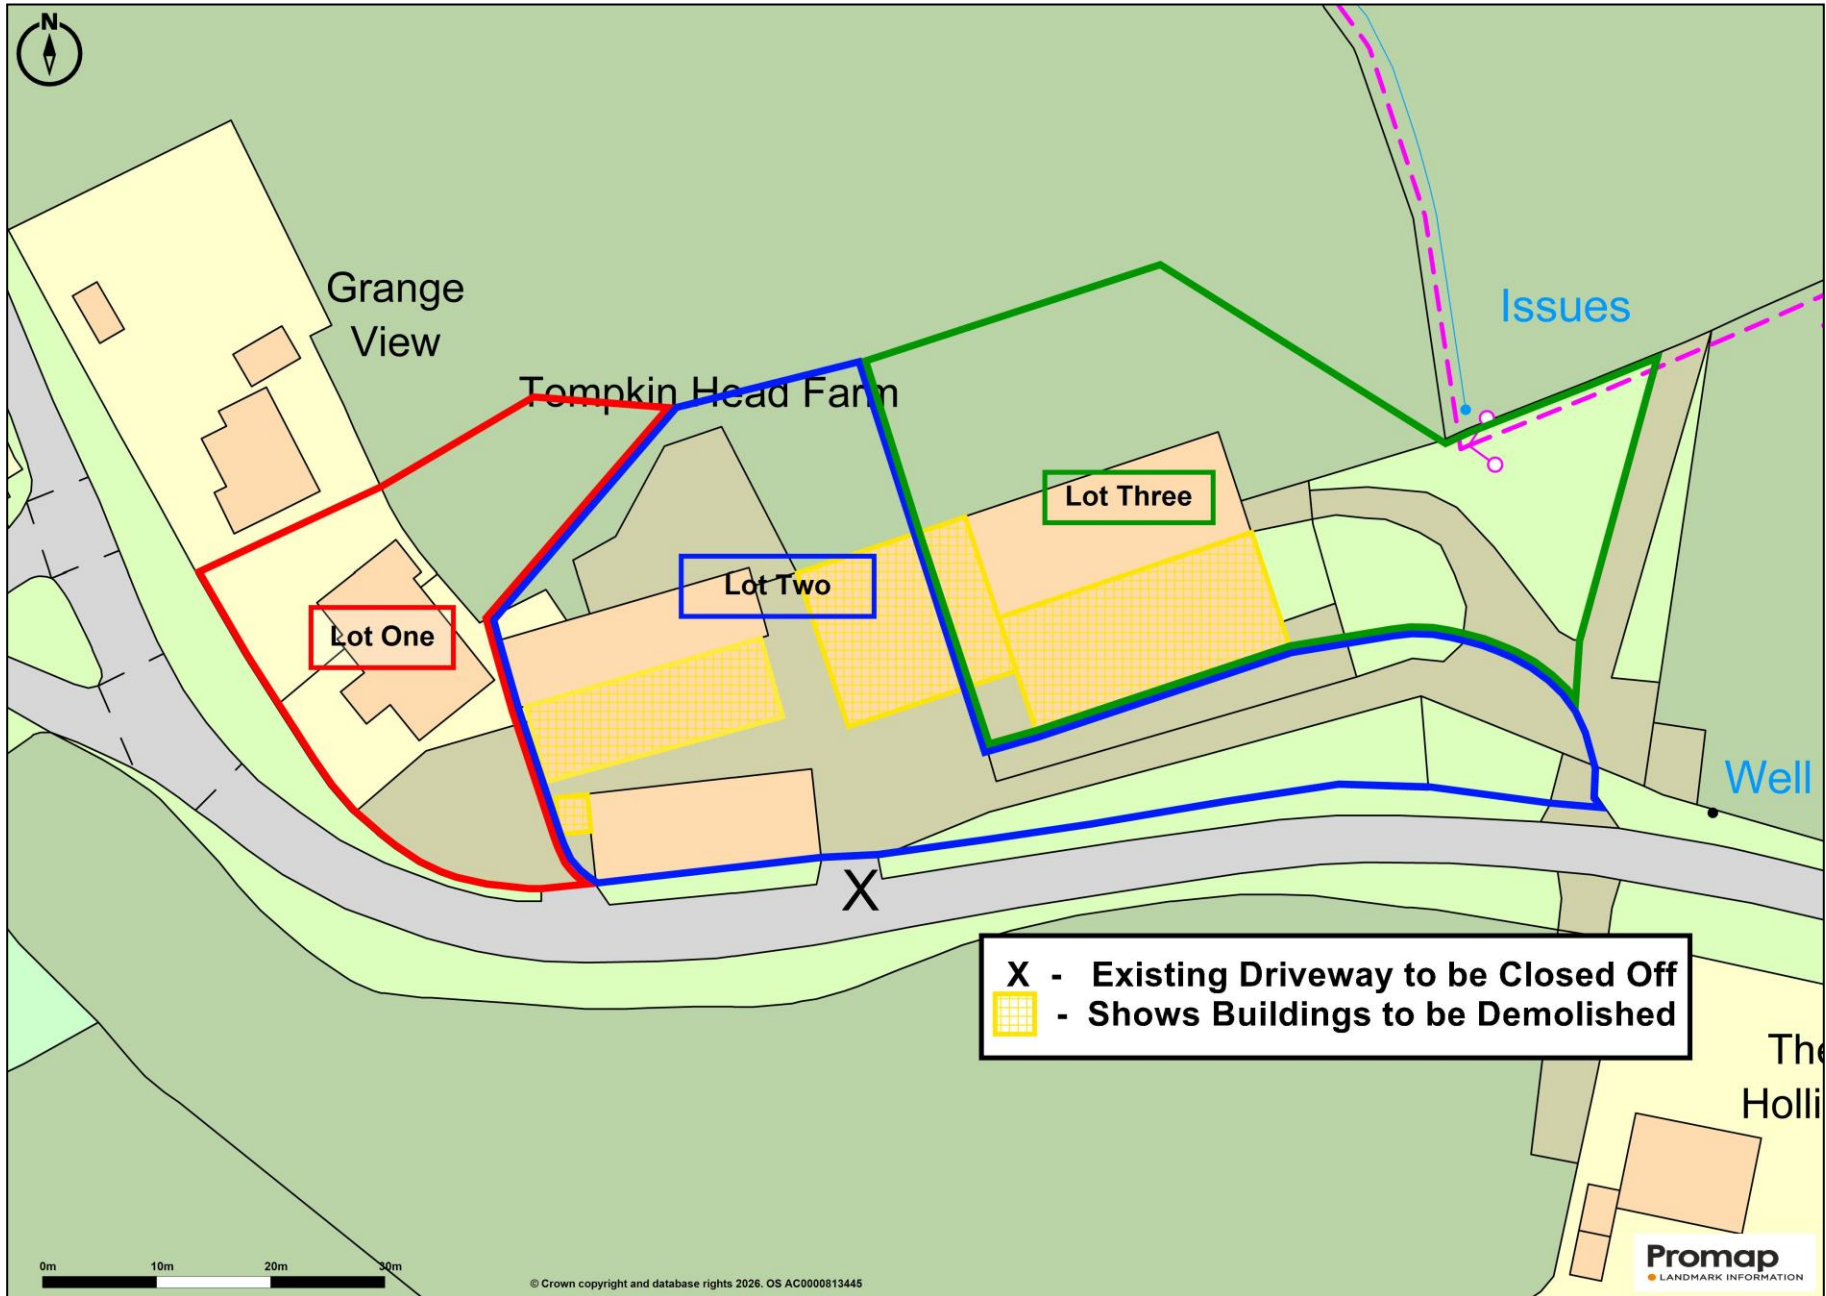 N
Grange
View
Tompkin Head Farm
Issues
Lot Three
Lot Two
Lot One
Well
X
X - Existing Driveway to be Closed Off
- Shows Buildings to be Demolished
The
Holli
0m 10m 20m 30m
© Crown copyright and database rights 2026. OS AC0000813445
Promap
LANDMARK INFORMATION